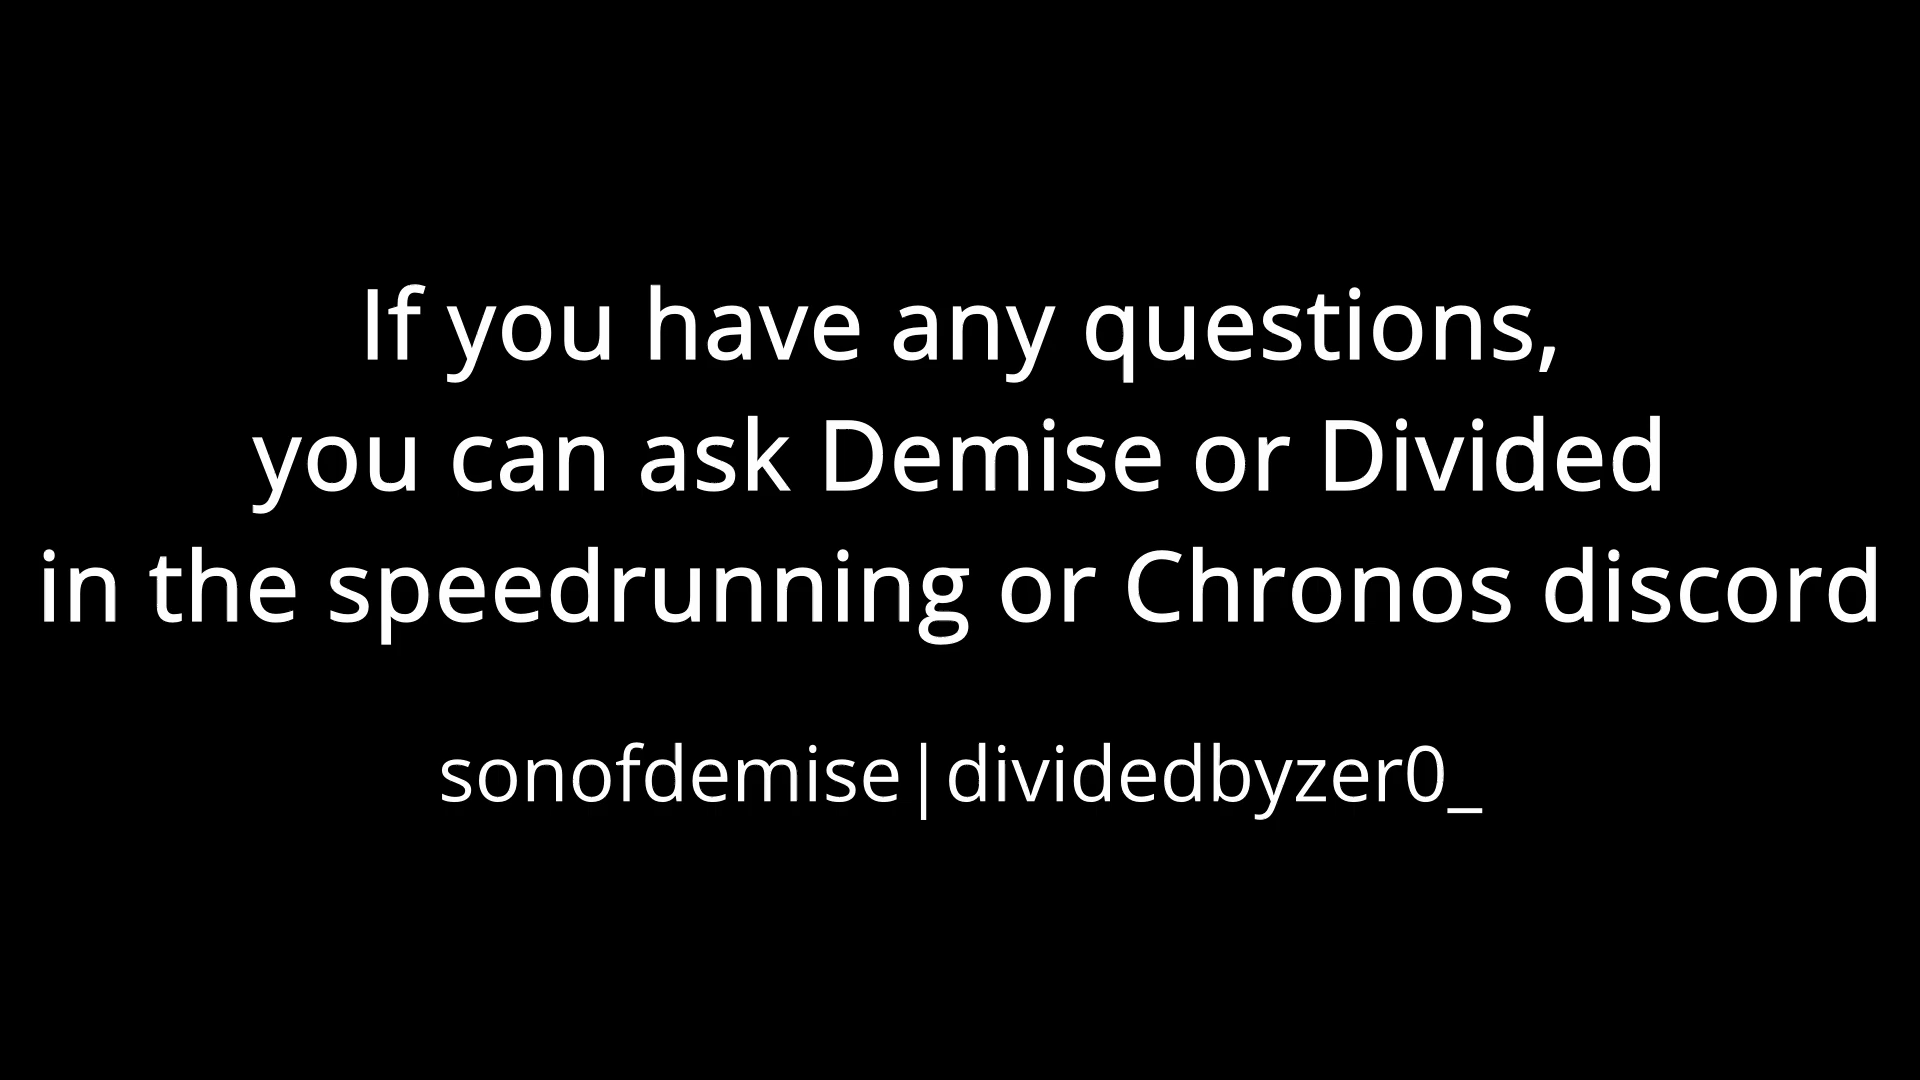 If you have any questions,
you can ask Demise or Divided
in the speedrunning or Chronos discord
sonofdemise|dividedbyzer0_